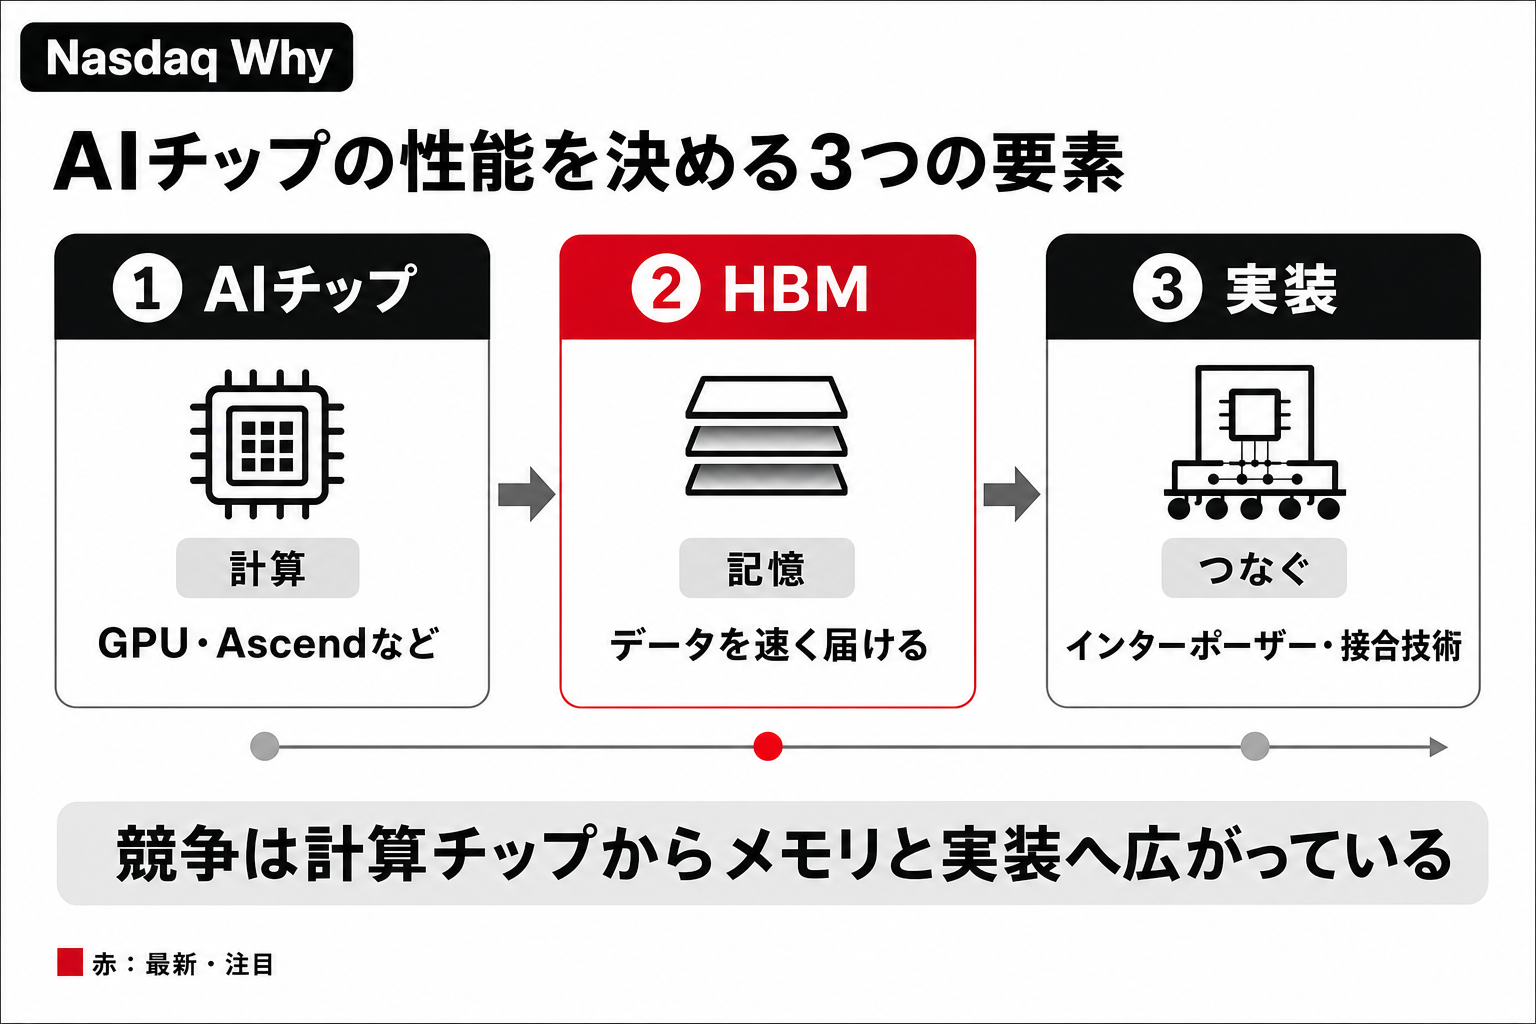 Nasdaq Why
AIチップの性能を決める3つの要素
1 AIチップ
計算
GPU・Ascendなど
2 HBM
記憶
データを速く届ける
3 実装
つなぐ
インターポーザー・接合技術
競争は計算チップからメモリと実装へ広がっている
赤：最新・注目